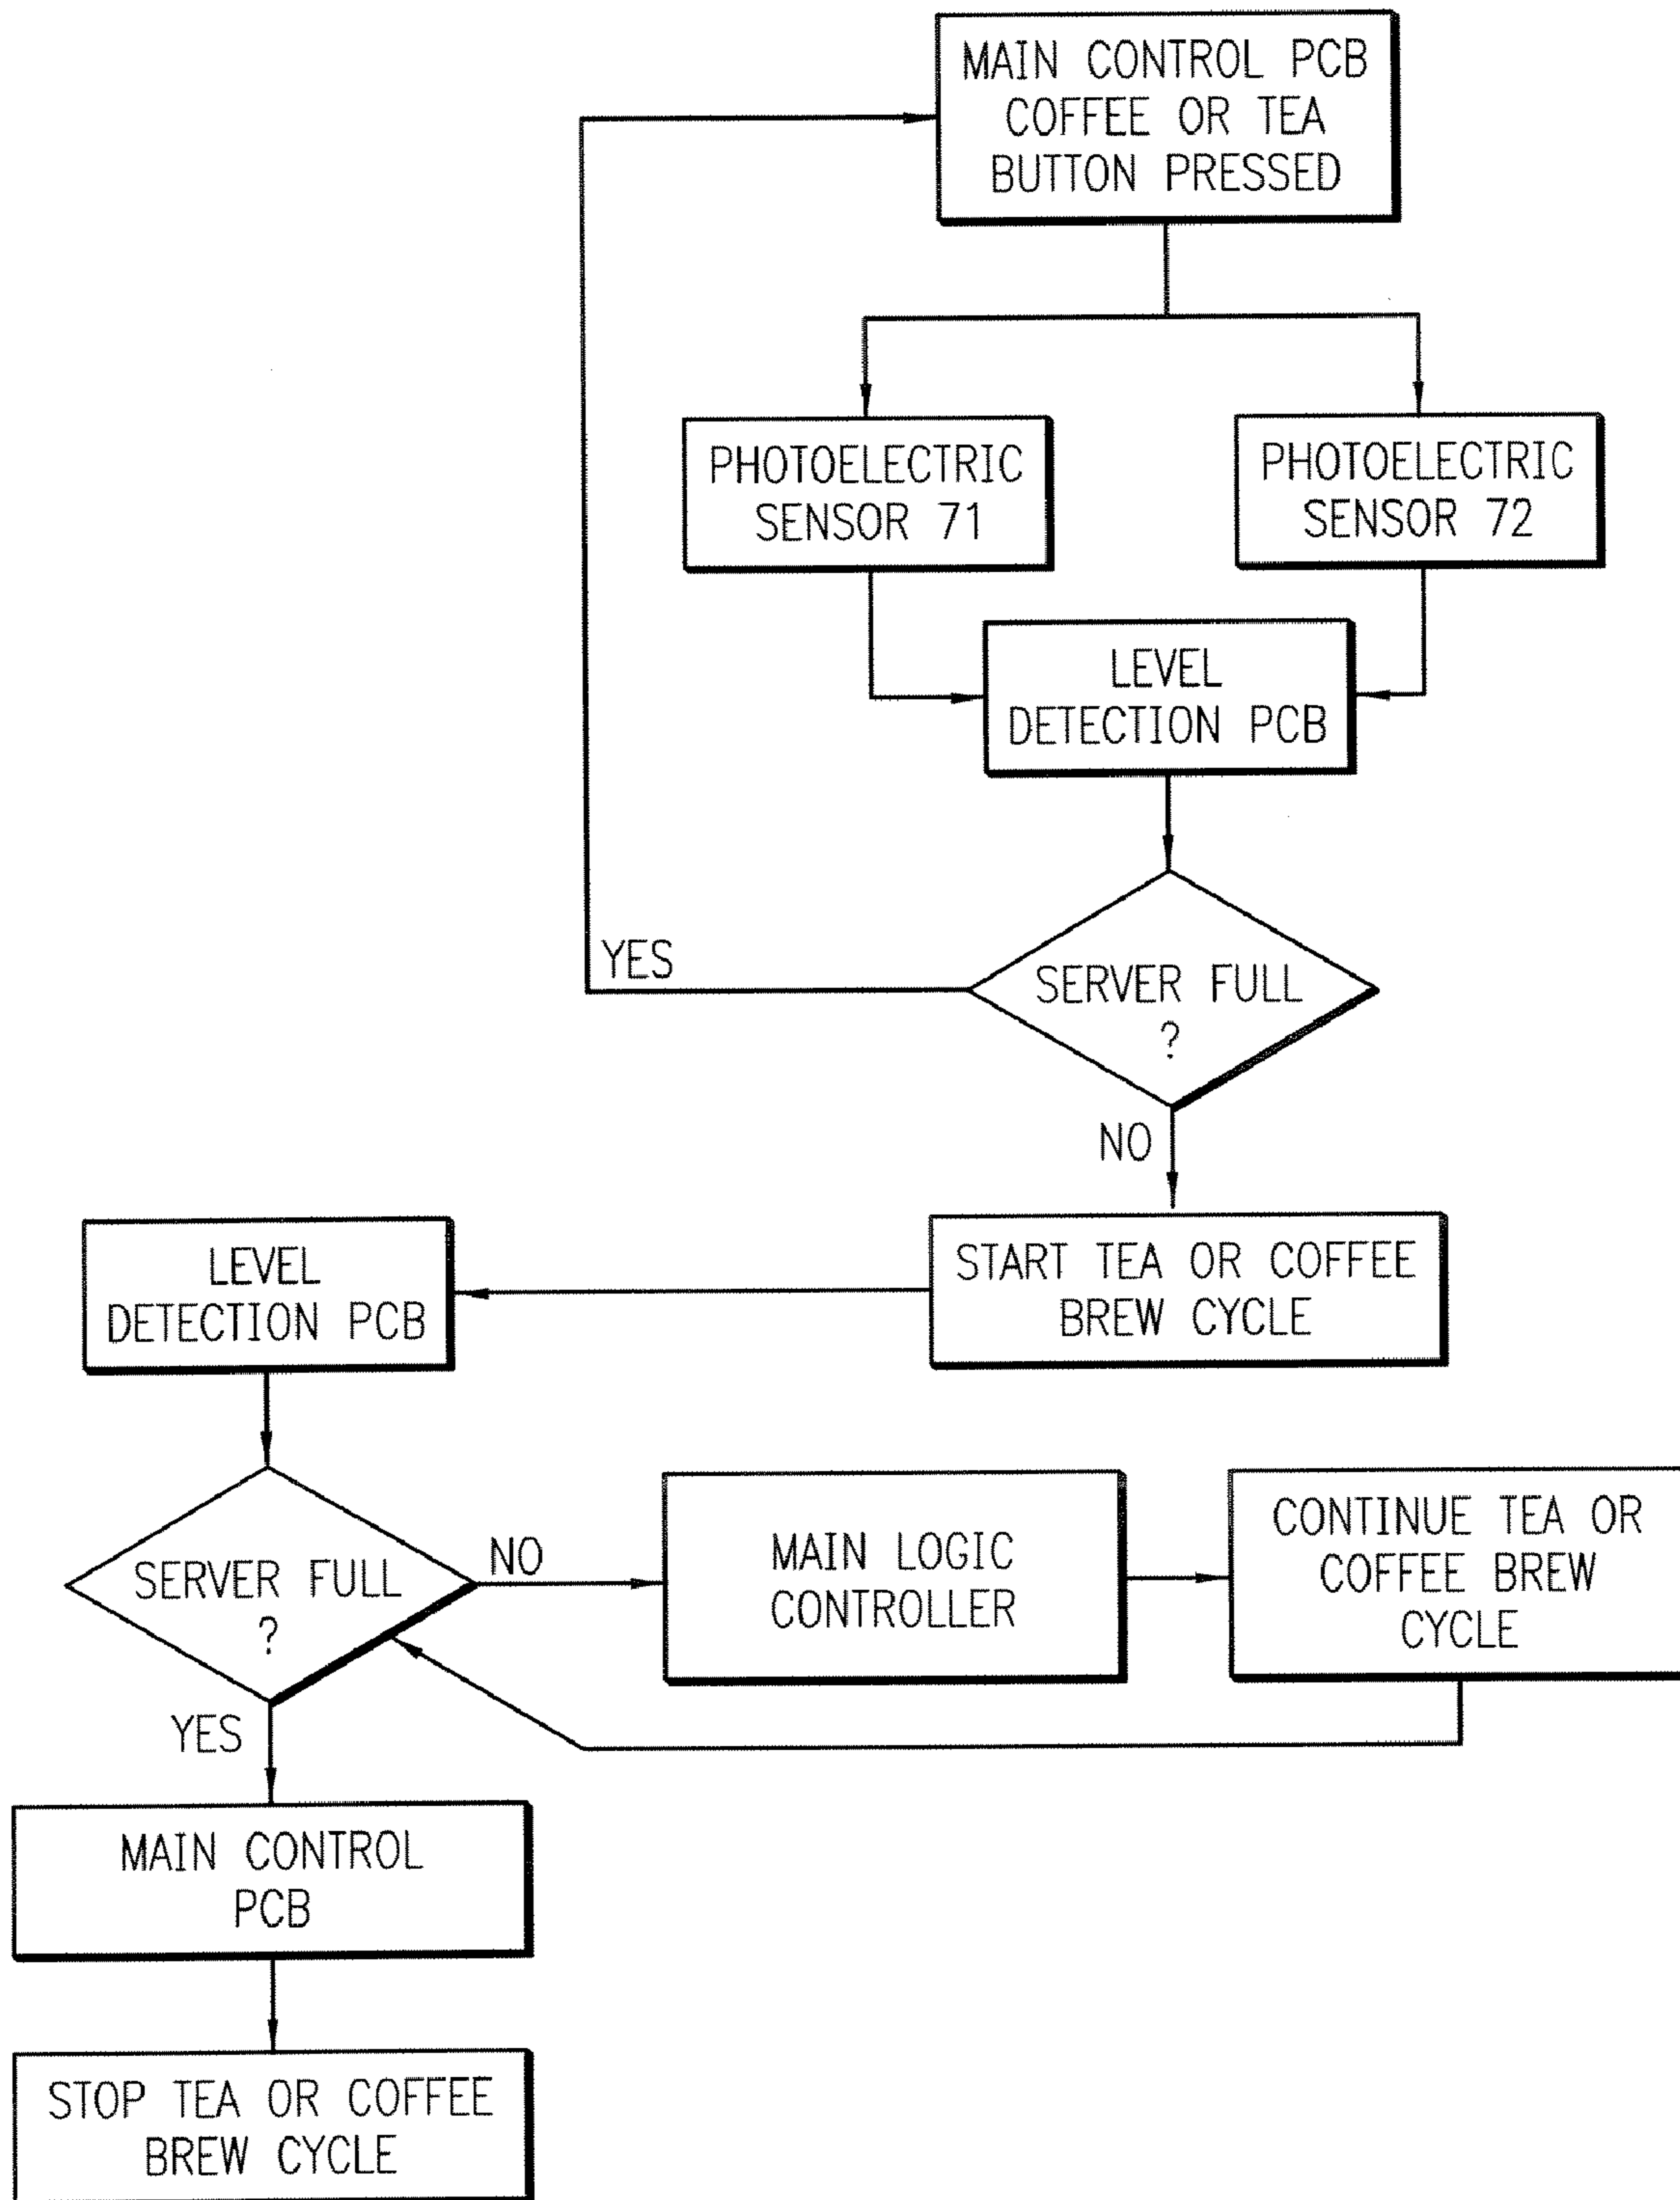 MAIN CONTROL PCB
COFFEE OR TEA
BUTTON PRESSED
PHOTOELECTRIC
SENSOR 71
PHOTOELECTRIC
SENSOR 72
LEVEL
DETECTION PCB
YES
SERVER FULL
?
NO
START TEA OR COFFEE
BREW CYCLE
LEVEL
DETECTION PCB
SERVER FULL
?
NO
MAIN LOGIC
CONTROLLER
CONTINUE TEA OR
COFFEE BREW
CYCLE
YES
MAIN CONTROL
PCB
STOP TEA OR COFFEE
BREW CYCLE